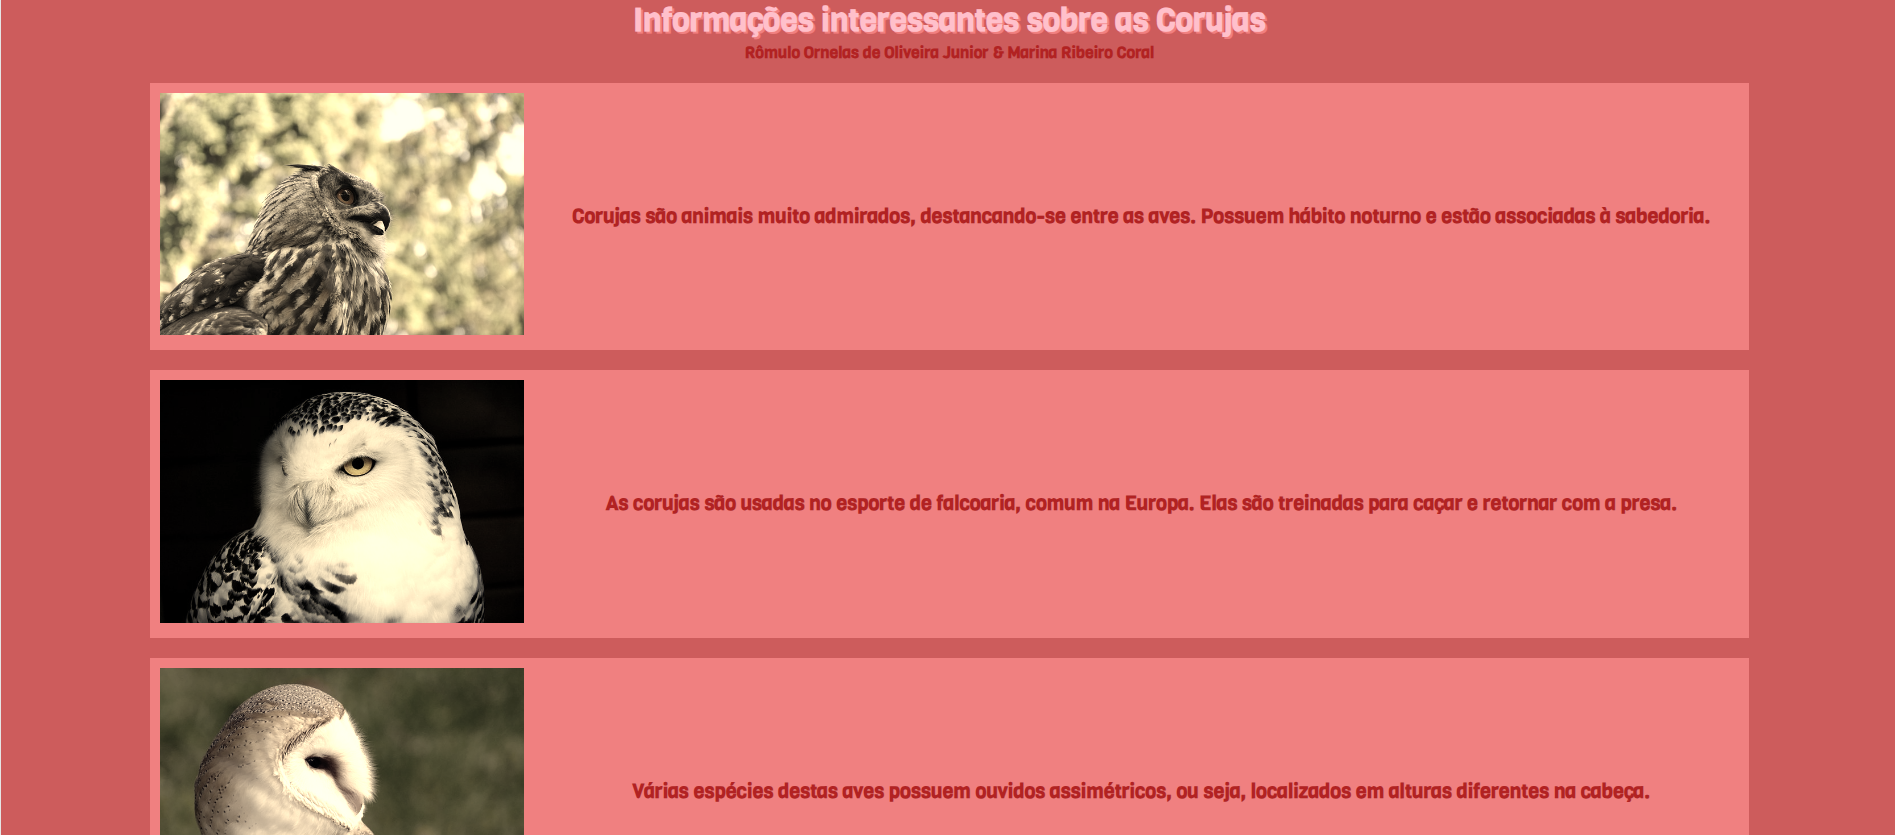 Informações interessantes sobre as Corujas
Rômulo Ornelas de Oliveira Junior & Marina Ribeiro Coral
Corujas são animais muito admirados, destancando-se entre as aves. Possuem hábito noturno e estão associadas à sabedoria.
As corujas são usadas no esporte de falcoaria, comum na Europa. Elas são treinadas para caçar e retornar com a presa.
Várias espécies destas aves possuem ouvidos assimétricos, ou seja, localizados em alturas diferentes na cabeça.